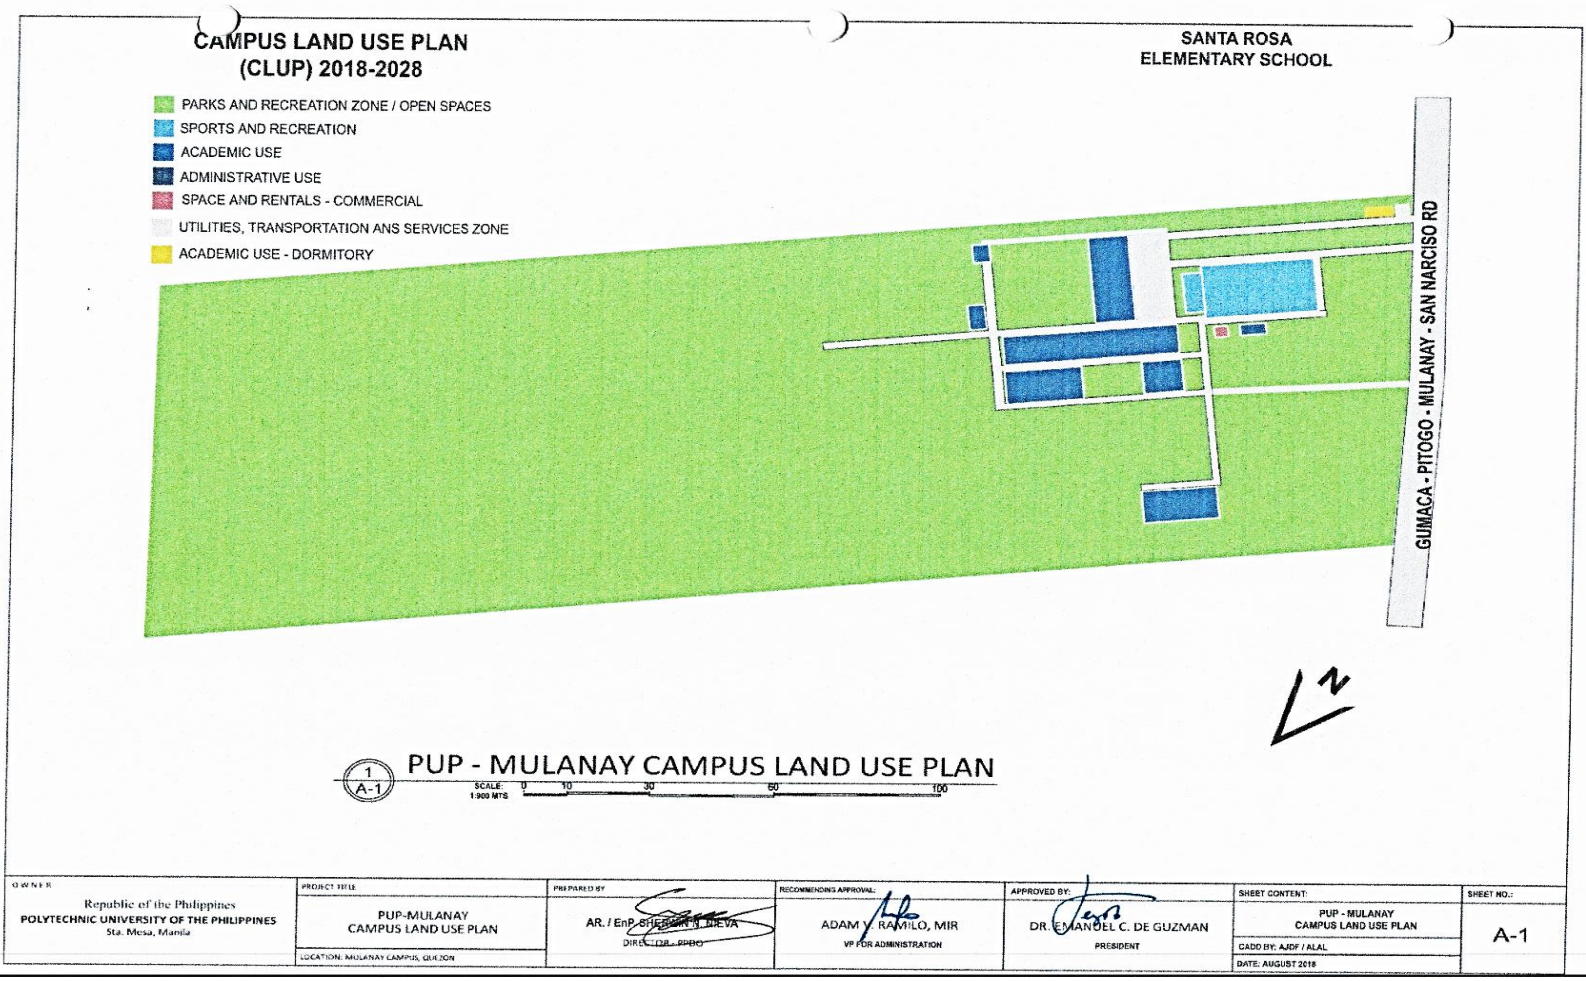 CAMPUS LAND USE PLAN
(CLUP) 2018-2028
PARKS AND RECREATION ZONE / OPEN SPACES
SPORTS AND RECREATION
ACADEMIC USE
ADMINISTRATIVE USE
SPACE AND RENTALS - COMMERCIAL
UTILITIES, TRANSPORTATION ANS SERVICES ZONE
ACADEMIC USE - DORMITORY
SANTA ROSA
ELEMENTARY SCHOOL
GUMACA - PITOGO - MULANAY - SAN NARCISO RD
N
1
A-1
PUP - MULANAY CAMPUS LAND USE PLAN
SCALE:
1:900 MTS
0 10 30 60 100
OWNER
Republic of the Philippines
POLYTECHNIC UNIVERSITY OF THE PHILIPPINES
Sta. Mesa, Manila
PROJECT TITLE
PUP-MULANAY
CAMPUS LAND USE PLAN
LOCATION: MULANAY CAMPUS, QUEZON
PREPARED BY
AR. / EnP. SHERWIN N. NIEVA
DIRECTOR - PPDO
RECOMMENDING APPROVAL:
ADAM V. RAMILO, MIR
VP FOR ADMINISTRATION
APPROVED BY:
DR. EMANUEL C. DE GUZMAN
PRESIDENT
SHEET CONTENT:
PUP - MULANAY
CAMPUS LAND USE PLAN
CADD BY: AJDF / ALAL
DATE: AUGUST 2018
SHEET NO.:
A-1